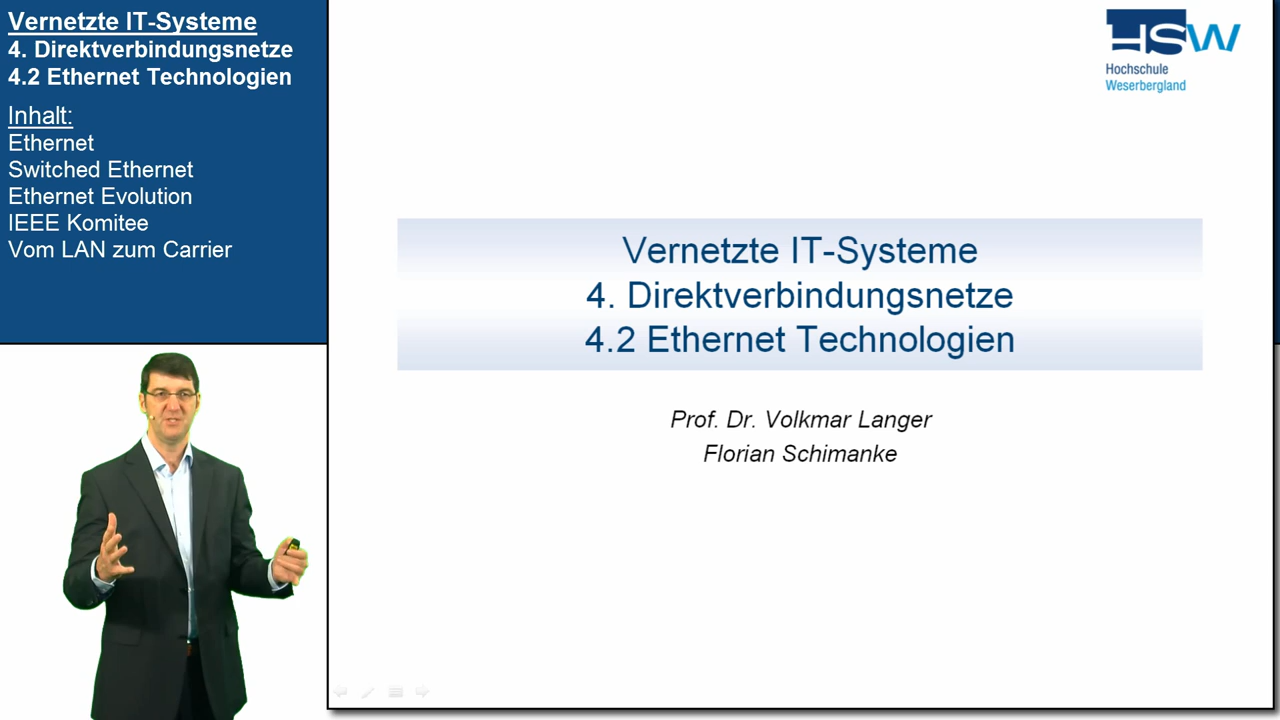 Vernetzte IT-Systeme
4. Direktverbindungsnetze
4.2 Ethernet Technologien
Inhalt:
Ethernet
Switched Ethernet
Ethernet Evolution
IEEE Komitee
Vom LAN zum Carrier
HSW
Hochschule
Weserbergland
Vernetzte IT-Systeme
4. Direktverbindungsnetze
4.2 Ethernet Technologien
Prof. Dr. Volkmar Langer
Florian Schimanke